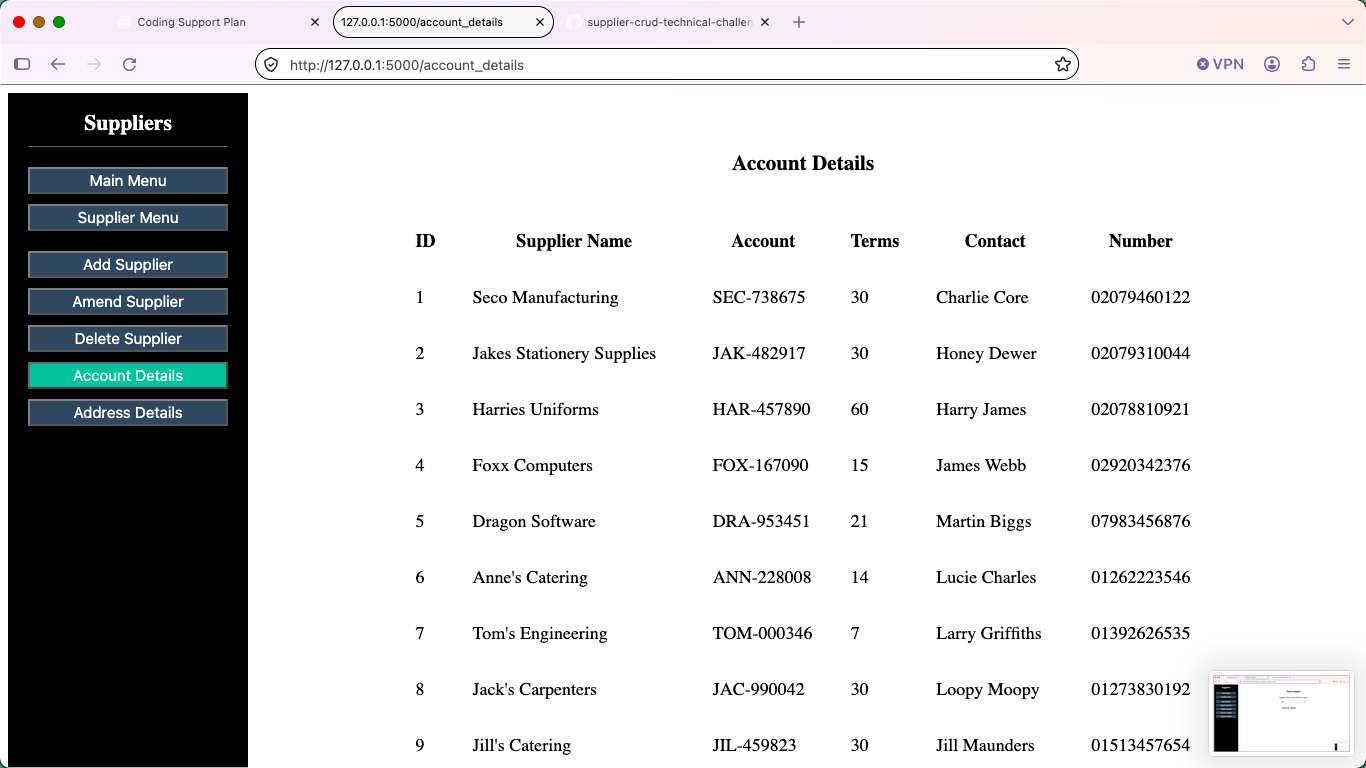 Coding Support Plan
127.0.0.1:5000/account_details
supplier-crud-technical-challen
http://127.0.0.1:5000/account_details
VPN
Suppliers
Main Menu
Supplier Menu
Add Supplier
Amend Supplier
Delete Supplier
Account Details
Address Details
Account Details
ID Supplier Name Account Terms Contact Number
1 Seco Manufacturing SEC-738675 30 Charlie Core 02079460122
2 Jakes Stationery Supplies JAK-482917 30 Honey Dewer 02079310044
3 Harries Uniforms HAR-457890 60 Harry James 02078810921
4 Foxx Computers FOX-167090 15 James Webb 02920342376
5 Dragon Software DRA-953451 21 Martin Biggs 07983456876
6 Anne's Catering ANN-228008 14 Lucie Charles 01262223546
7 Tom's Engineering TOM-000346 7 Larry Griffiths 01392626535
8 Jack's Carpenters JAC-990042 30 Loopy Moopy 01273830192
9 Jill's Catering JIL-459823 30 Jill Maunders 01513457654